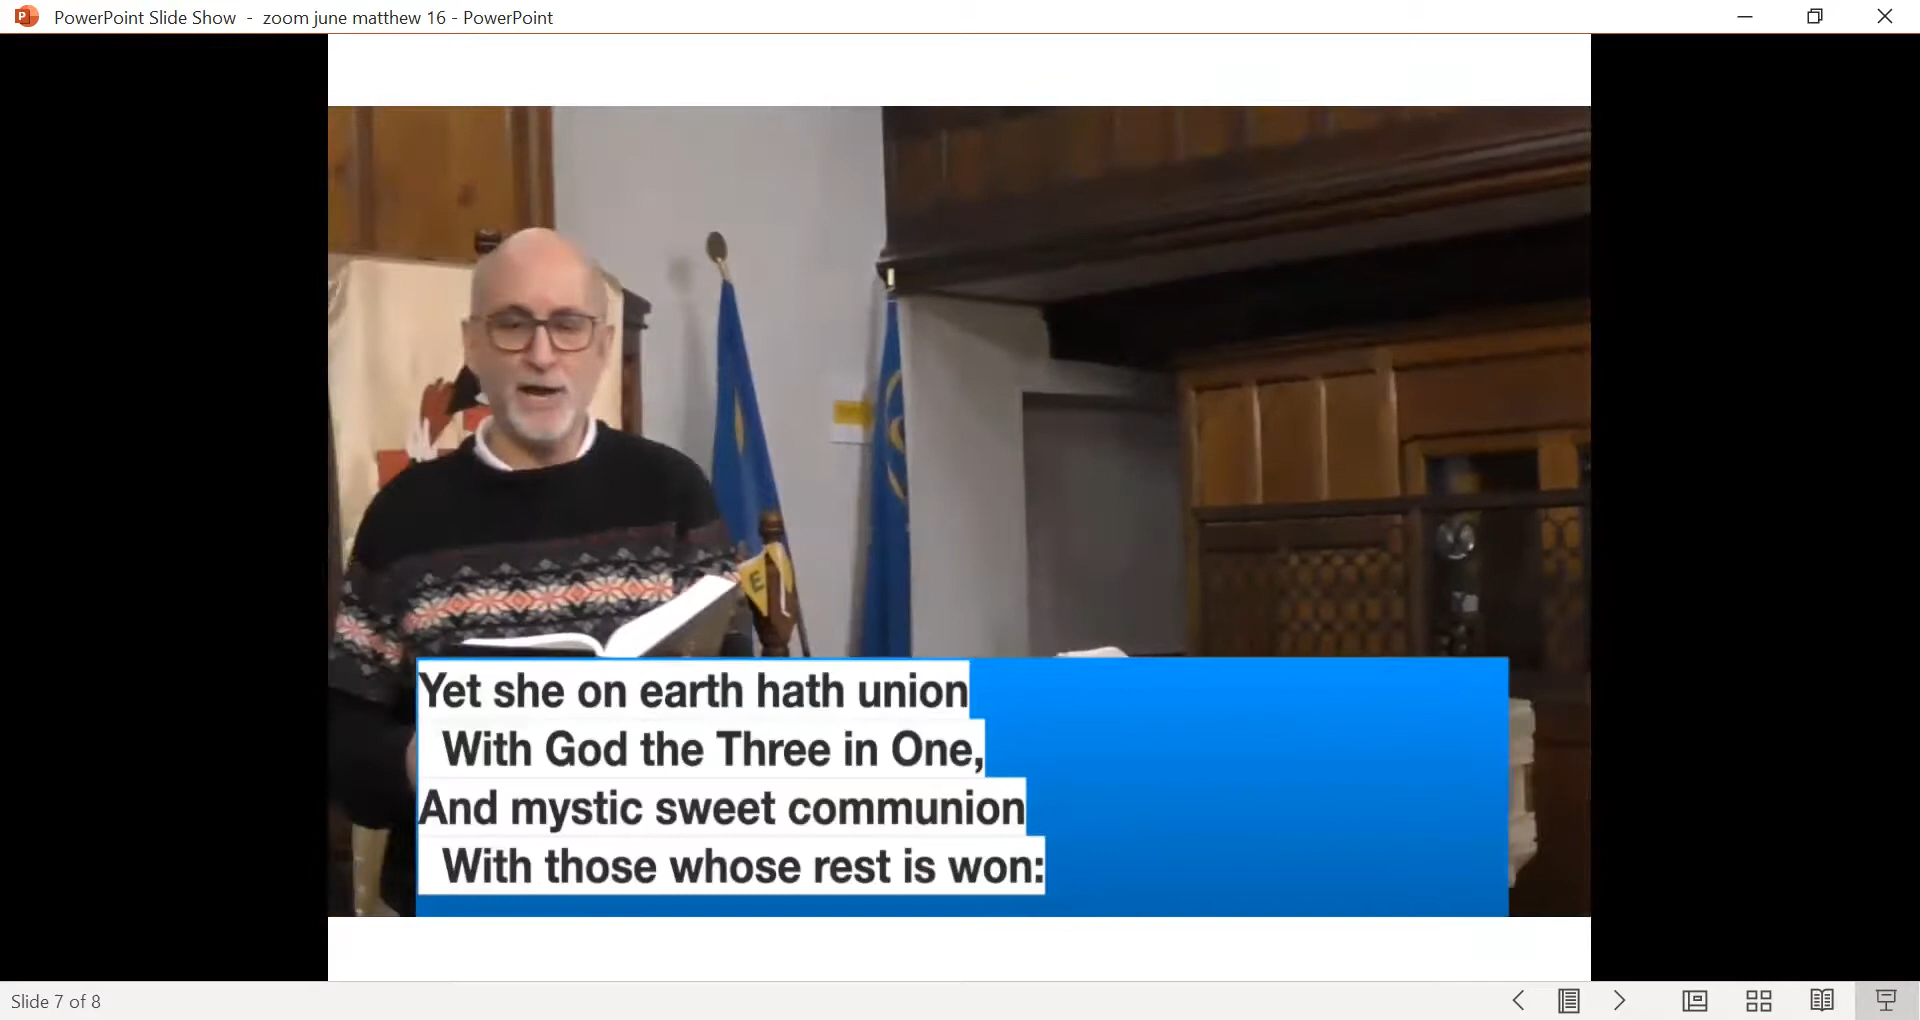 PowerPoint Slide Show - zoom june matthew 16 - PowerPoint
E
Yet she on earth hath union
With God the Three in One,
And mystic sweet communion
With those whose rest is won:
Slide 7 of 8